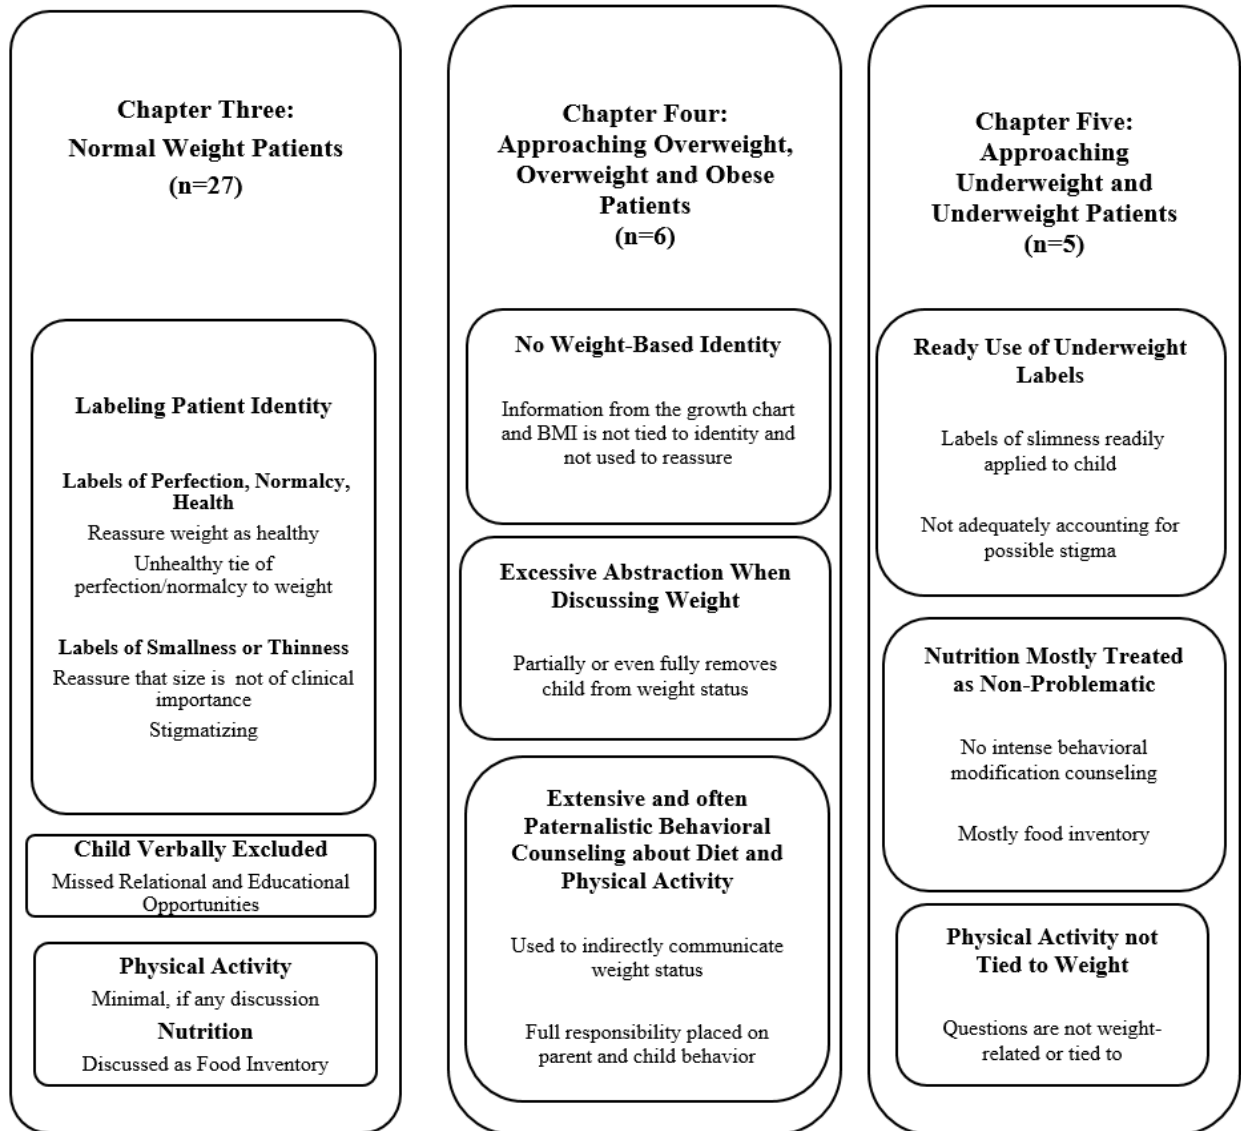 Chapter Three:
Normal Weight Patients
(n=27)
Labeling Patient Identity
Labels of Perfection, Normalcy,
Health
Reassure weight as healthy
Unhealthy tie of
perfection/normalcy to weight
Labels of Smallness or Thinness
Reassure that size is not of clinical
importance
Stigmatizing
Child Verbally Excluded
Missed Relational and Educational
Opportunities
Physical Activity
Minimal, if any discussion
Nutrition
Discussed as Food Inventory
Chapter Four:
Approaching Overweight,
Overweight and Obese
Patients
(n=6)
No Weight-Based Identity
Information from the growth chart
and BMI is not tied to identity and
not used to reassure
Excessive Abstraction When
Discussing Weight
Partially or even fully removes
child from weight status
Extensive and often
Paternalistic Behavioral
Counseling about Diet and
Physical Activity
Used to indirectly communicate
weight status
Full responsibility placed on
parent and child behavior
Chapter Five:
Approaching
Underweight and
Underweight Patients
(n=5)
Ready Use of Underweight
Labels
Labels of slimness readily
applied to child
Not adequately accounting for
possible stigma
Nutrition Mostly Treated
as Non-Problematic
No intense behavioral
modification counseling
Mostly food inventory
Physical Activity not
Tied to Weight
Questions are not weight-
related or tied to